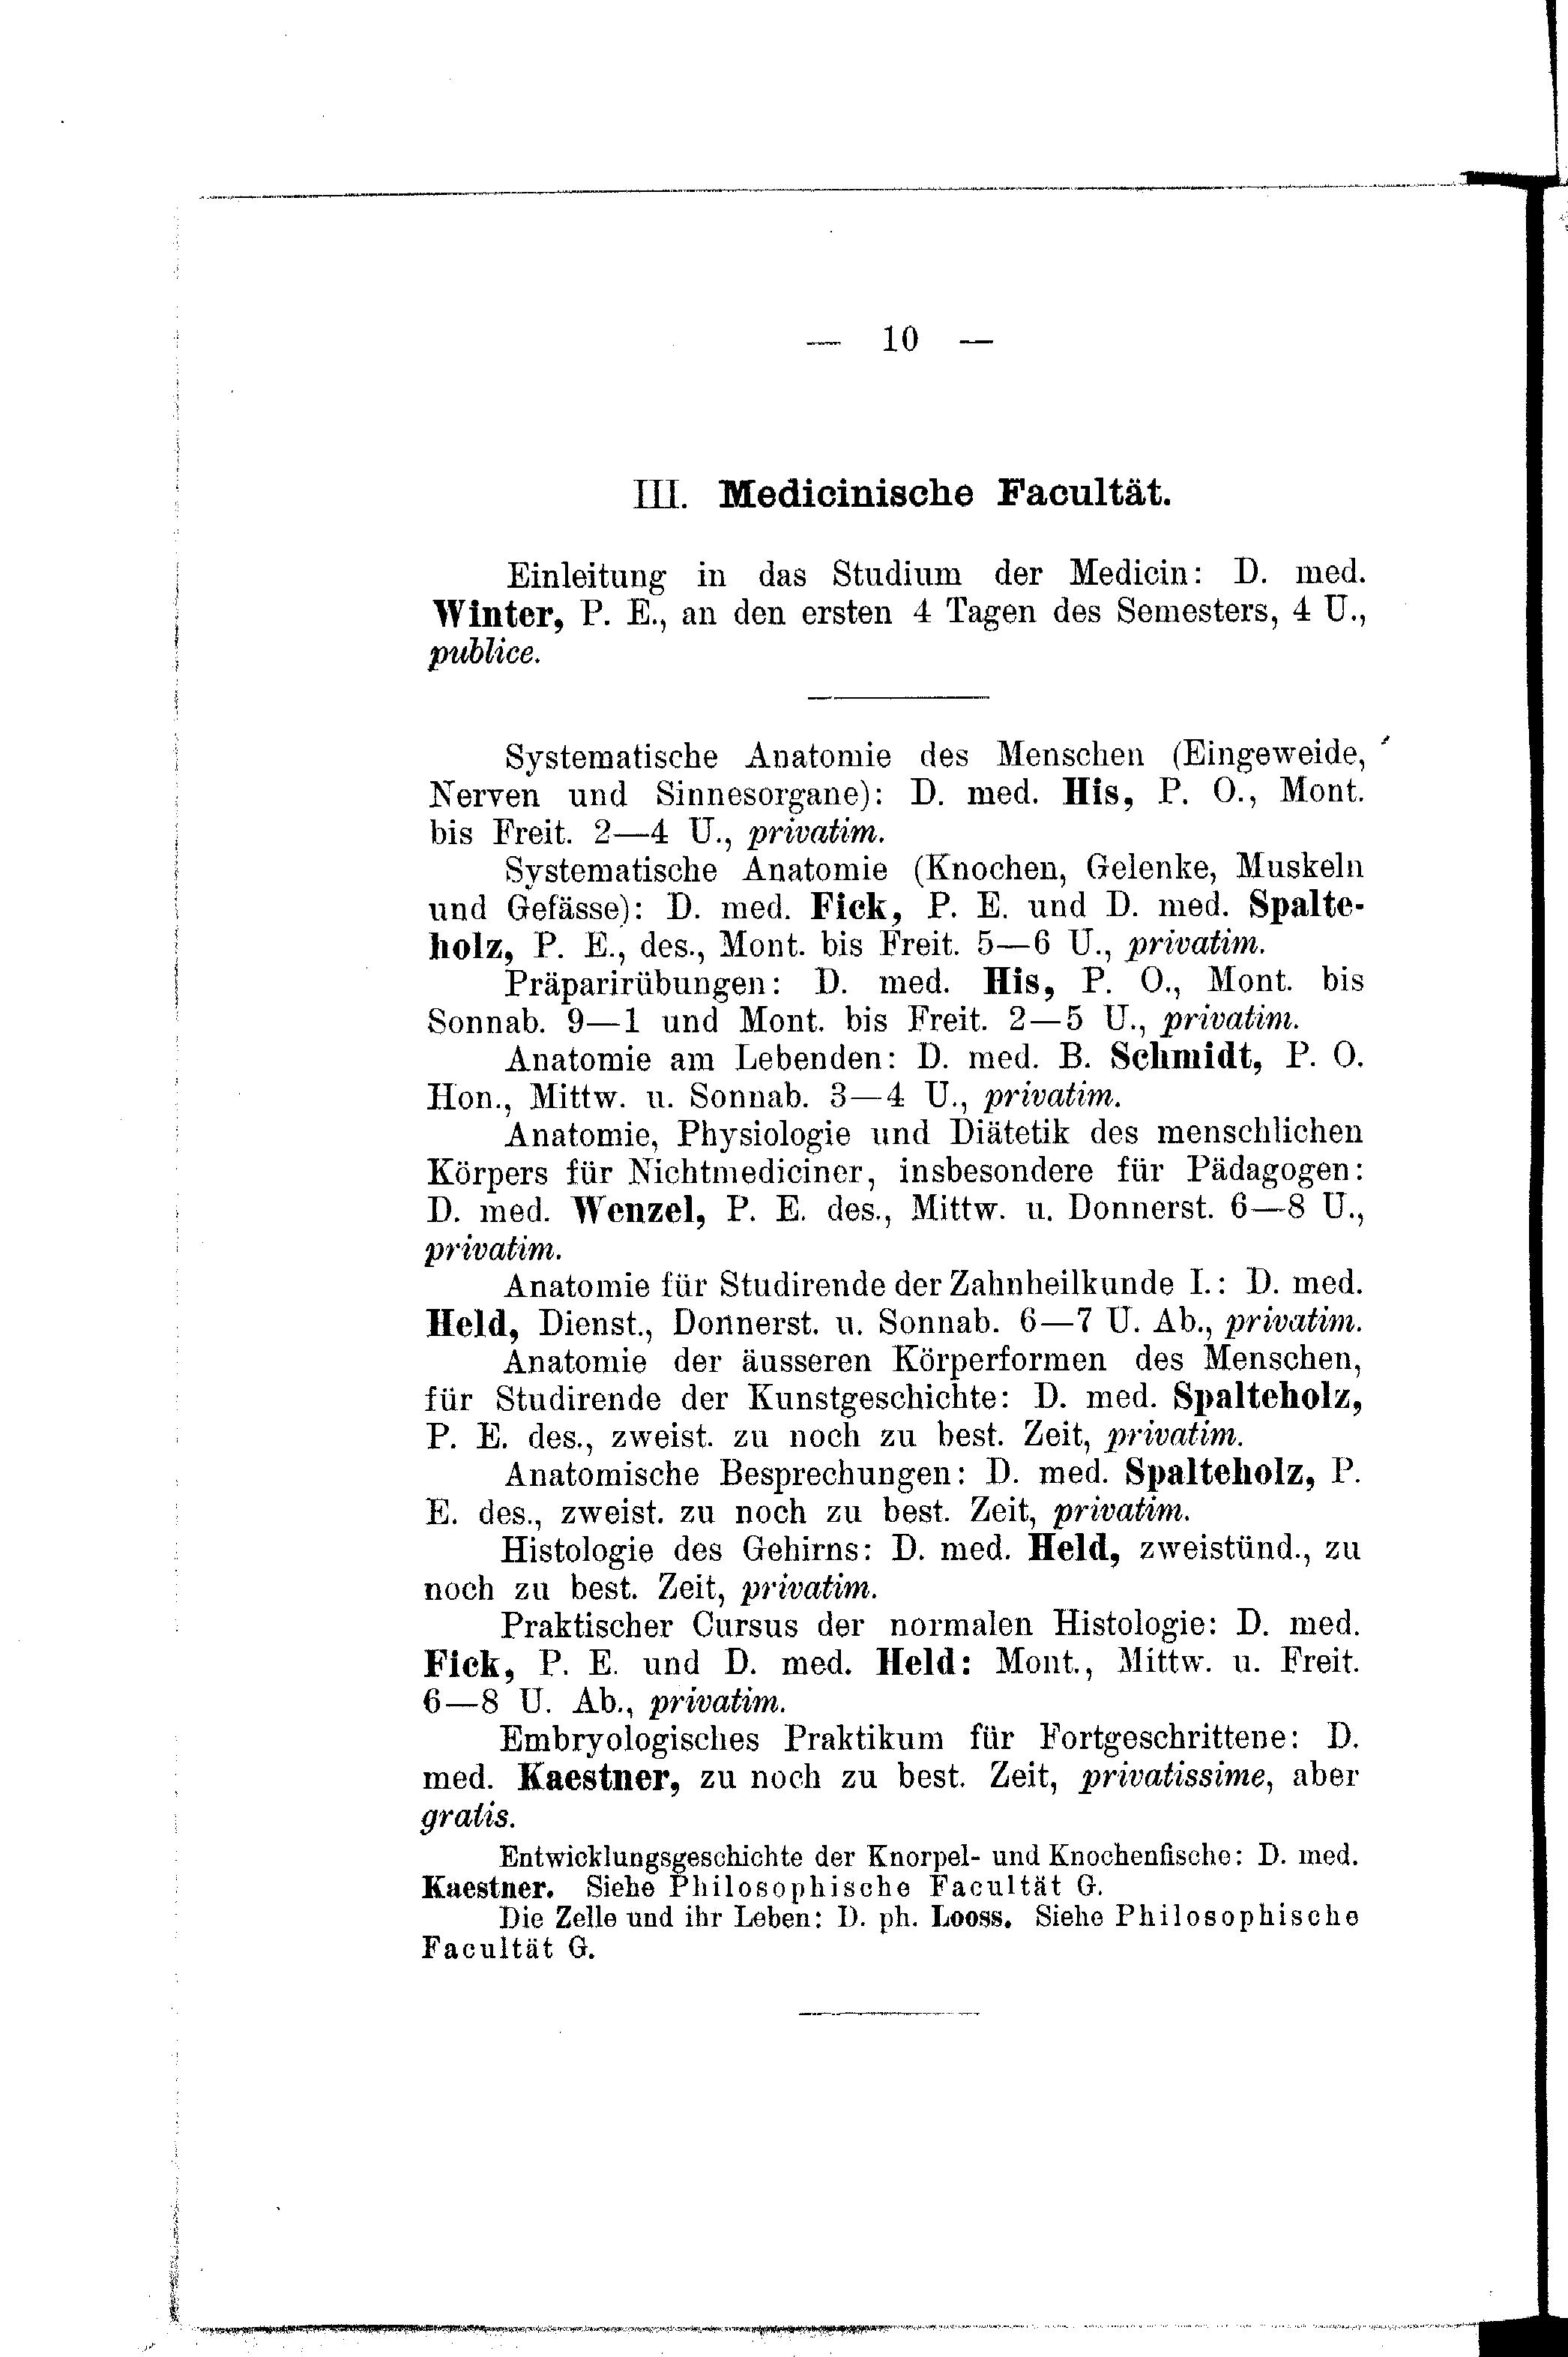 — 10 —
III. Medicinische Facultät.
Einleitung in das Studium der Medicin: D. med.
Winter, P. E., an den ersten 4 Tagen des Semesters, 4 U.,
publice.
Systematische Anatomie des Menschen (Eingeweide,
Nerven und Sinnesorgane): D. med. His, P. O., Mont.
bis Freit. 2—4 U., privatim.
Systematische Anatomie (Knochen, Gelenke, Muskeln
und Gefässe): D. med. Fick, P. E. und D. med. Spalte-
holz, P. E., des., Mont. bis Freit. 5—6 U., privatim.
Präparirübungen: D. med. His, P. O., Mont. bis
Sonnab. 9—1 und Mont. bis Freit. 2—5 U., privatim.
Anatomie am Lebenden: D. med. B. Schmidt, P. O.
Hon., Mittw. u. Sonnab. 3—4 U., privatim.
Anatomie, Physiologie und Diätetik des menschlichen
Körpers für Nichtmediciner, insbesondere für Pädagogen:
D. med. Wenzel, P. E. des., Mittw. u. Donnerst. 6—8 U.,
privatim.
Anatomie für Studirende der Zahnheilkunde I.: D. med.
Held, Dienst., Donnerst. u. Sonnab. 6—7 U. Ab., privatim.
Anatomie der äusseren Körperformen des Menschen,
für Studirende der Kunstgeschichte: D. med. Spalteholz,
P. E. des., zweist. zu noch zu best. Zeit, privatim.
Anatomische Besprechungen: D. med. Spalteholz, P.
E. des., zweist. zu noch zu best. Zeit, privatim.
Histologie des Gehirns: D. med. Held, zweistünd., zu
noch zu best. Zeit, privatim.
Praktischer Cursus der normalen Histologie: D. med.
Fick, P. E. und D. med. Held: Mont., Mittw. u. Freit.
6—8 U. Ab., privatim.
Embryologisches Praktikum für Fortgeschrittene: D.
med. Kaestner, zu noch zu best. Zeit, privatissime, aber
gratis.
Entwicklungsgeschichte der Knorpel- und Knochenfische: D. med.
Kaestner. Siehe Philosophische Facultät G.
Die Zelle und ihr Leben: D. ph. Looss. Siehe Philosophische
Facultät G.